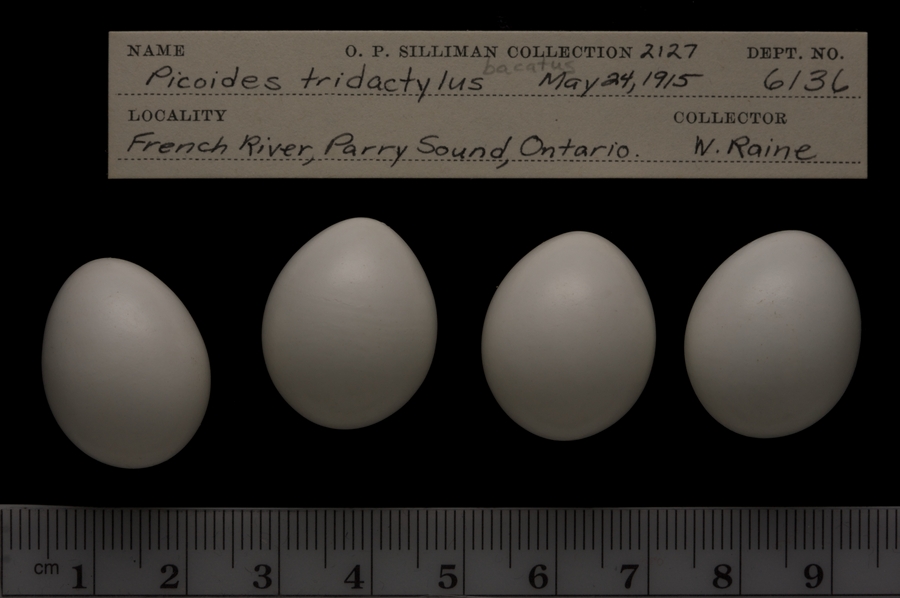 NAME O. P. SILLIMAN COLLECTION 2127 DEPT. NO.
Picoides tridactylus bacatus May 24, 1915 6136
LOCALITY COLLECTOR
French River, Parry Sound, Ontario. W. Raine
cm 1 2 3 4 5 6 7 8 9